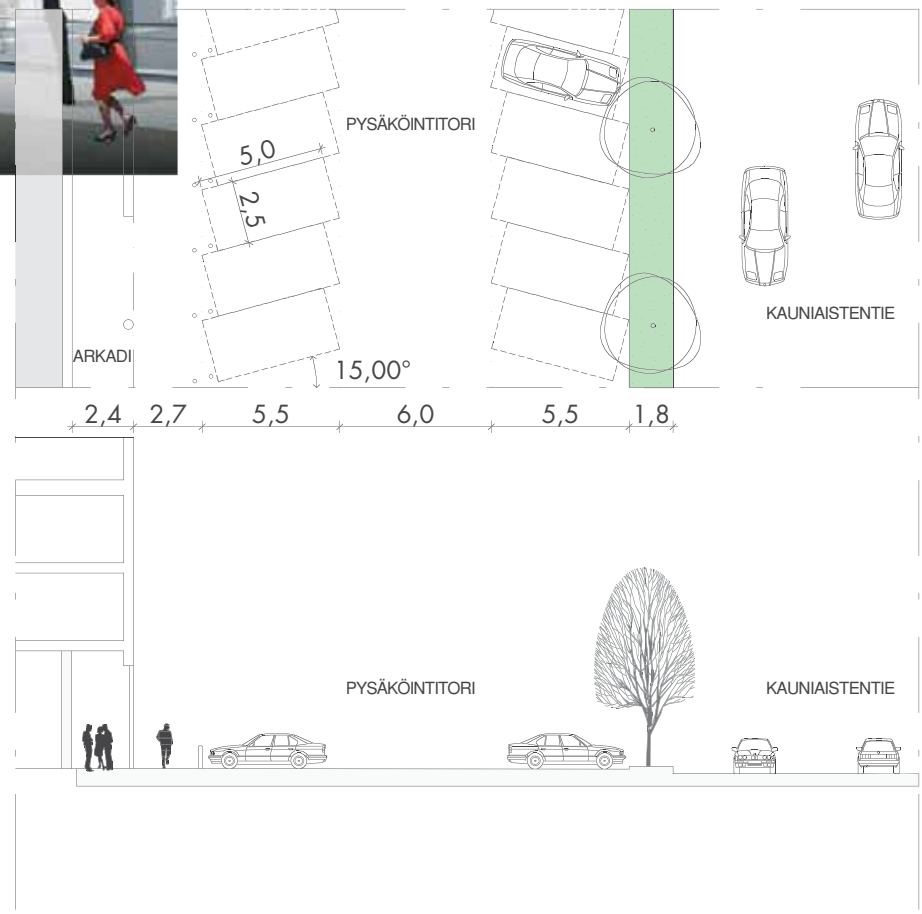 PYSÄKÖINTITORI
5,0
2,5
KAUNIAISTENTIE
ARKADI
15,00°
2,4 2,7 5,5 6,0 5,5 1,8
PYSÄKÖINTITORI
KAUNIAISTENTIE